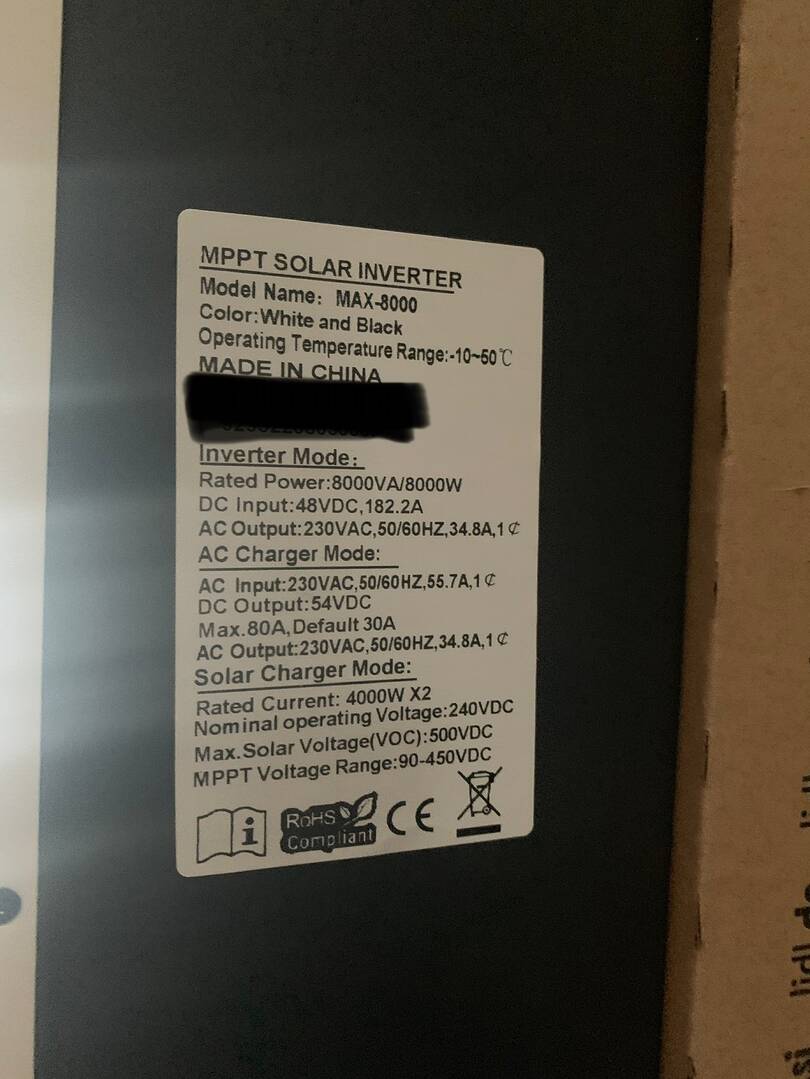 MPPT SOLAR INVERTER
Model Name: MAX-8000
Color:White and Black
Operating Temperature Range:-10~50℃
MADE IN CHINA
Inverter Mode:
Rated Power:8000VA/8000W
DC Input:48VDC,182.2A
AC Output:230VAC,50/60HZ,34.8A,1¢
AC Charger Mode:
AC Input:230VAC,50/60HZ,55.7A,1¢
DC Output:54VDC
Max.80A,Default 30A
AC Output:230VAC,50/60HZ,34.8A,1¢
Solar Charger Mode:
Rated Current: 4000W X2
Nominal operating Voltage:240VDC
Max.Solar Voltage(VOC):500VDC
MPPT Voltage Range:90-450VDC
i
RoHS
Compliant
CE